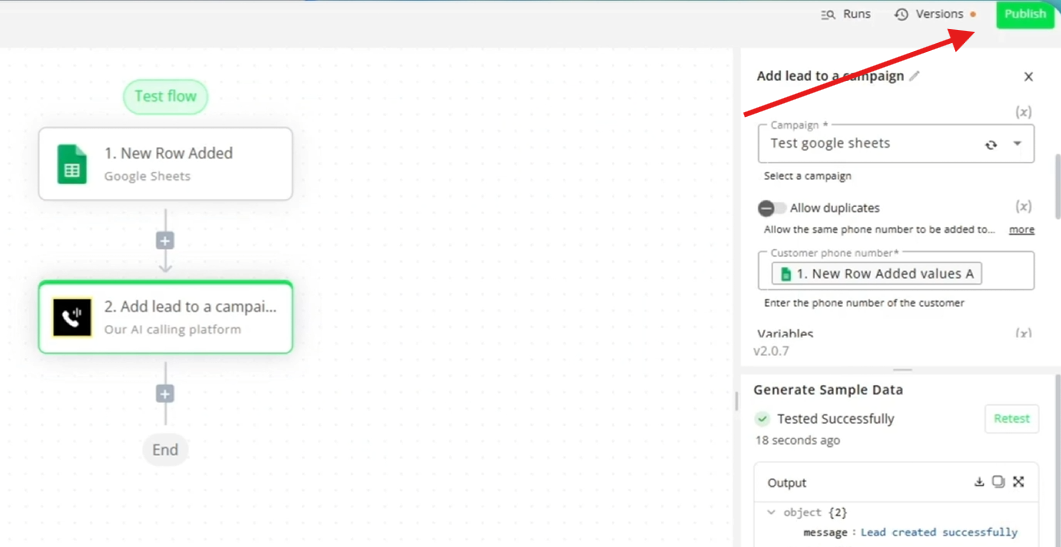 Runs
Versions
Publish
Test flow
1. New Row Added
Google Sheets
2. Add lead to a campai...
Our AI calling platform
End
Add lead to a campaign
(x)
Campaign *
Test google sheets
Select a campaign
Allow duplicates
(x)
Allow the same phone number to be added to... more
Customer phone number*
1. New Row Added values A
Enter the phone number of the customer
Variables
(x)
v2.0.7
Generate Sample Data
Tested Successfully
Retest
18 seconds ago
Output
object {2}
message : Lead created successfully